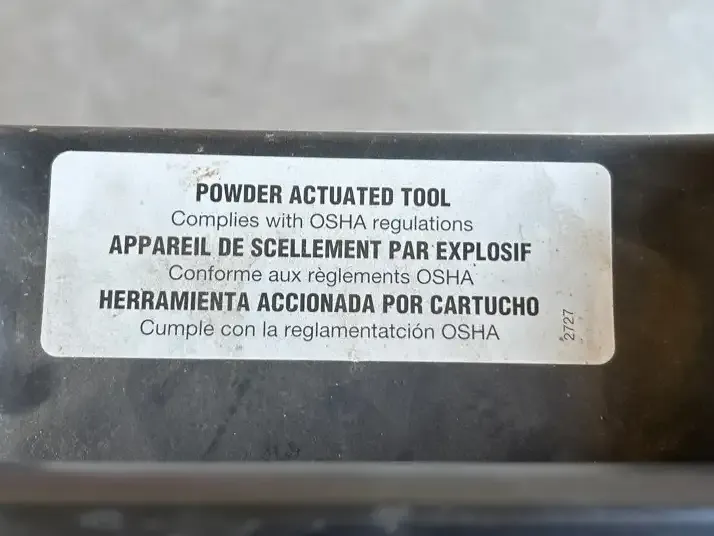 POWDER ACTUATED TOOL
Complies with OSHA regulations
APPAREIL DE SCELLEMENT PAR EXPLOSIF
Conforme aux règlements OSHA
HERRAMIENTA ACCIONADA POR CARTUCHO
Cumple con la reglamentatción OSHA
2727